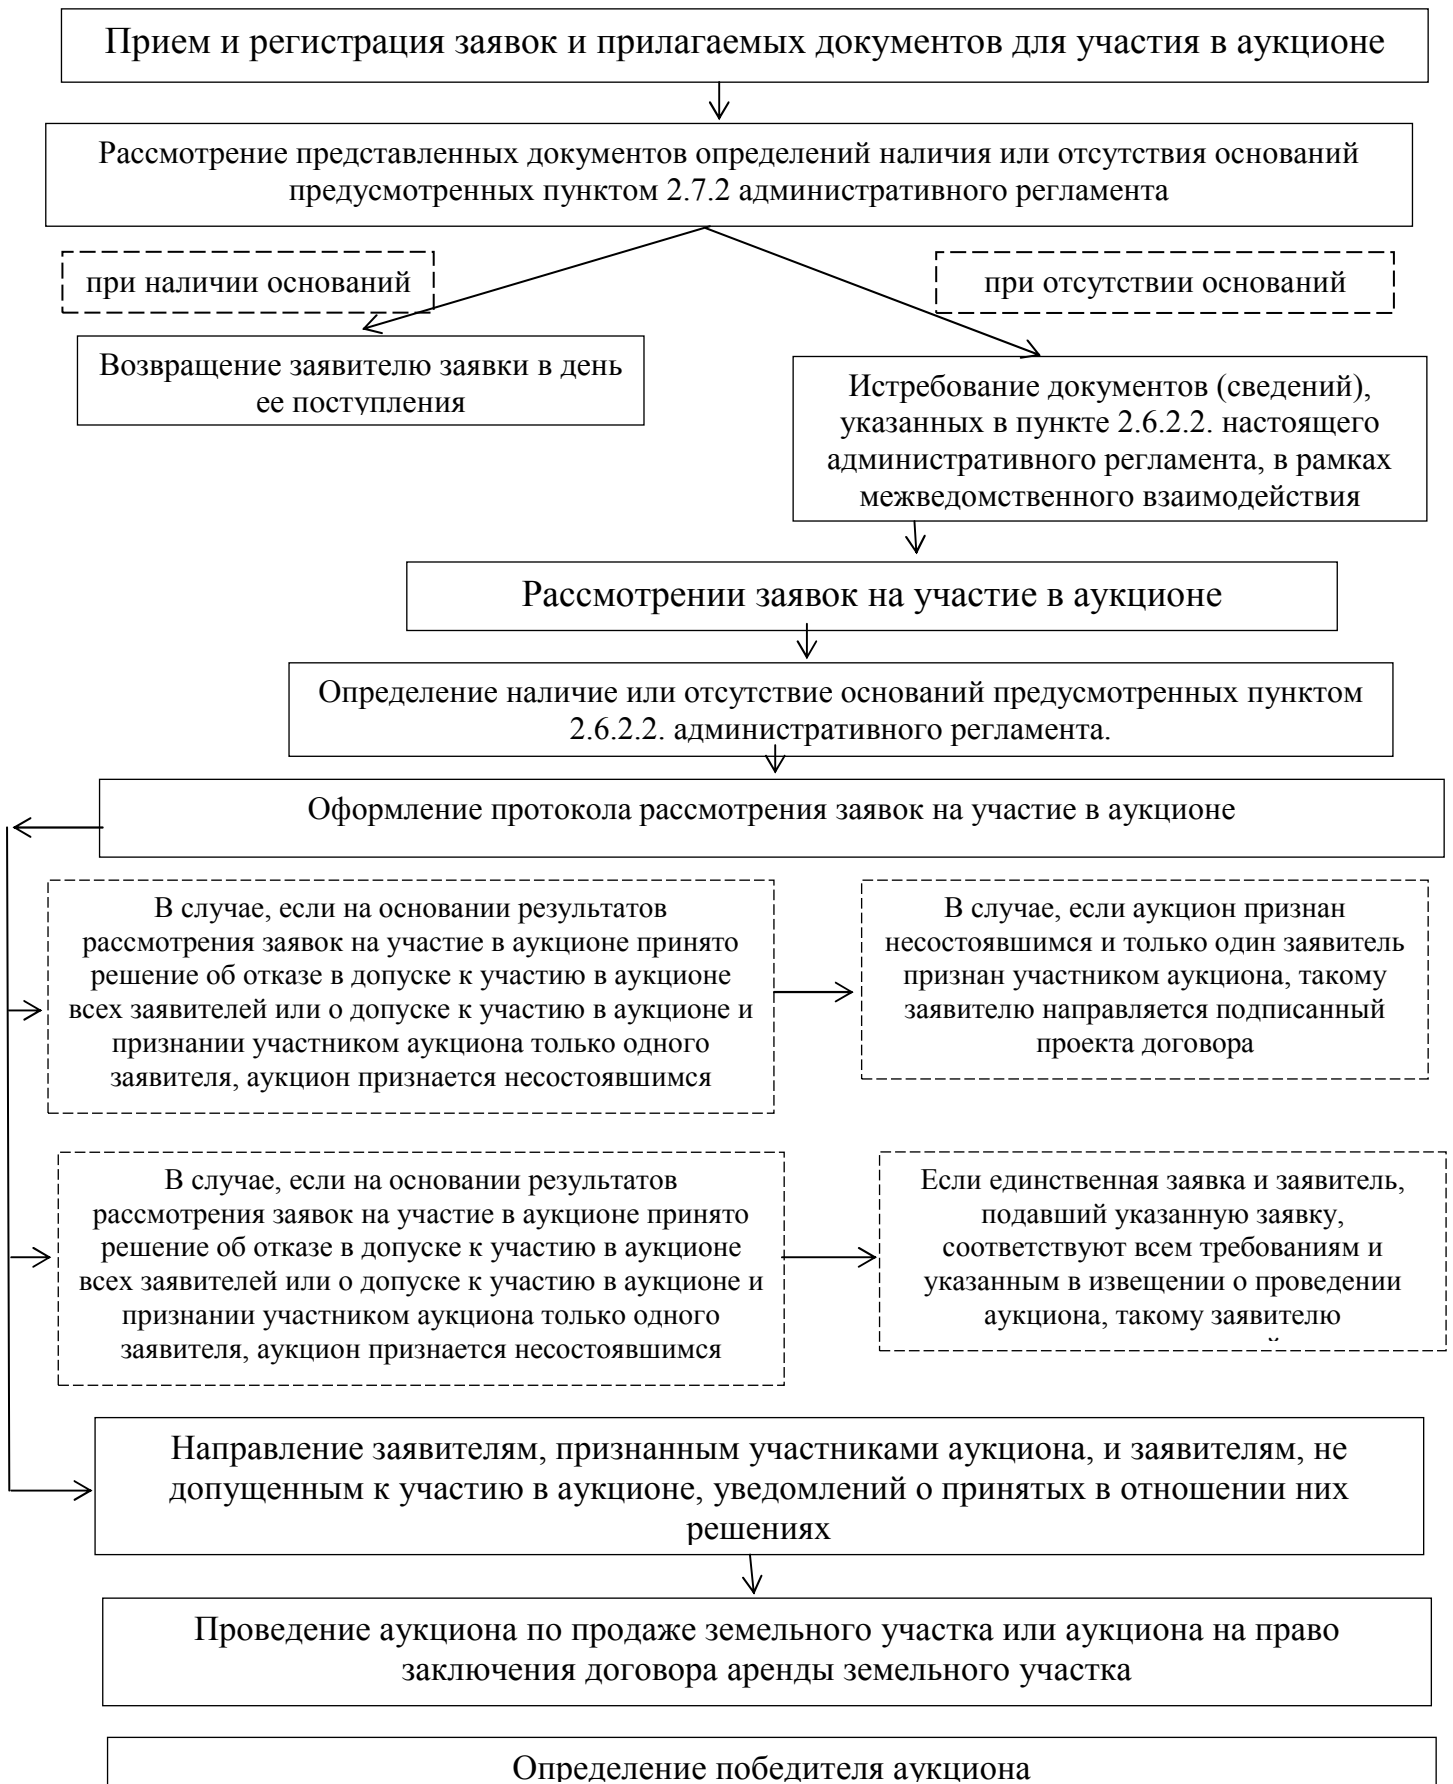 Прием и регистрация заявок и прилагаемых документов для участия в аукционе
Рассмотрение представленных документов определений наличия или отсутствия оснований
предусмотренных пунктом 2.7.2 административного регламента
при наличии оснований
при отсутствии оснований
Возвращение заявителю заявки в день
ее поступления
Истребование документов (сведений),
указанных в пункте 2.6.2.2. настоящего
административного регламента, в рамках
межведомственного взаимодействия
Рассмотрении заявок на участие в аукционе
Определение наличие или отсутствие оснований предусмотренных пунктом
2.6.2.2. административного регламента.
Оформление протокола рассмотрения заявок на участие в аукционе
В случае, если на основании результатов
рассмотрения заявок на участие в аукционе принято
решение об отказе в допуске к участию в аукционе
всех заявителей или о допуске к участию в аукционе и
признании участником аукциона только одного
заявителя, аукцион признается несостоявшимся
В случае, если аукцион признан
несостоявшимся и только один заявитель
признан участником аукциона, такому
заявителю направляется подписанный
проекта договора
В случае, если на основании результатов
рассмотрения заявок на участие в аукционе принято
решение об отказе в допуске к участию в аукционе
всех заявителей или о допуске к участию в аукционе и
признании участником аукциона только одного
заявителя, аукцион признается несостоявшимся
Если единственная заявка и заявитель,
подавший указанную заявку,
соответствуют всем требованиям и
указанным в извещении о проведении
аукциона, такому заявителю
Направление заявителям, признанным участниками аукциона, и заявителям, не
допущенным к участию в аукционе, уведомлений о принятых в отношении них
решениях
Проведение аукциона по продаже земельного участка или аукциона на право
заключения договора аренды земельного участка
Определение победителя аукциона